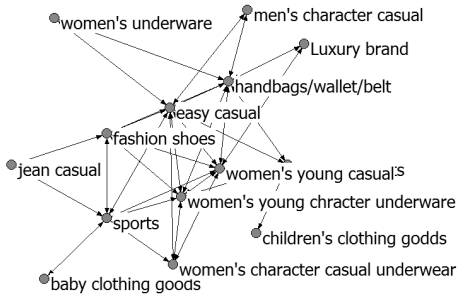 men's character casual
women's underware
Luxury brand
handbags/wallet/belt
easy casual
fashion shoes
jean casual
women's young casual
women's young chracter underware
sports
children's clothing godds
women's character casual underwear
baby clothing goods